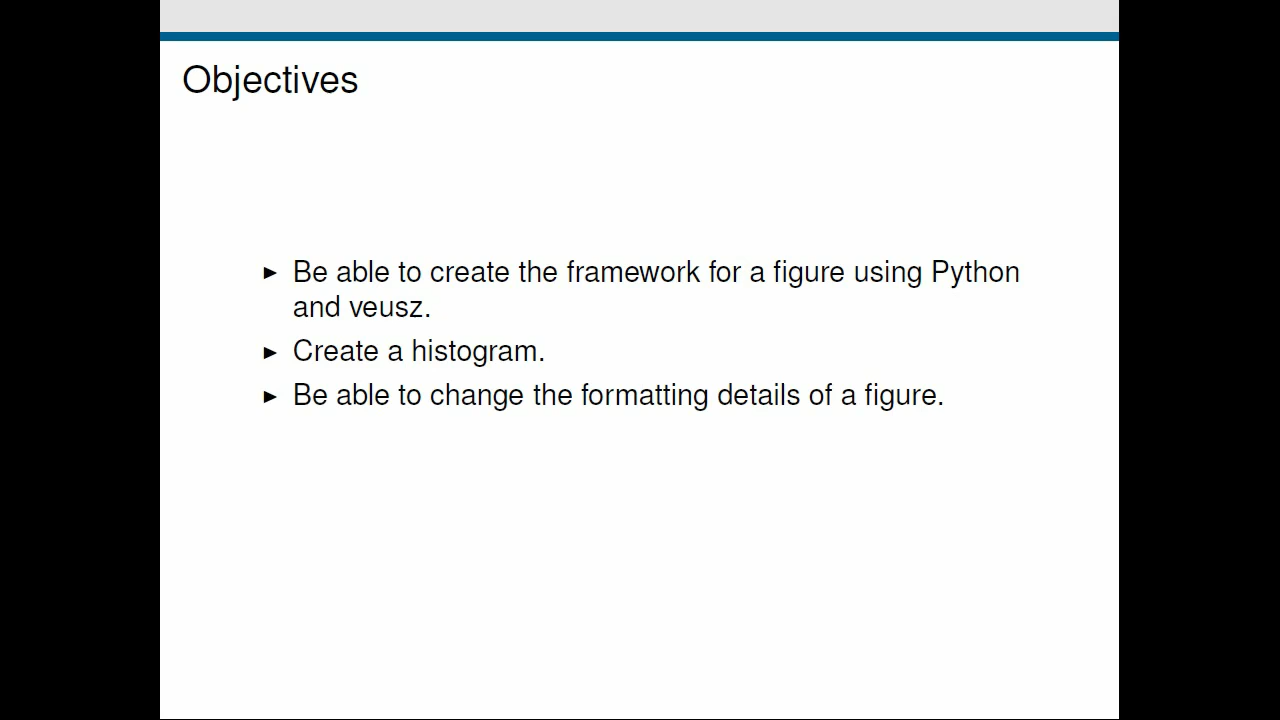 Objectives
► Be able to create the framework for a figure using Python
and veusz.
► Create a histogram.
► Be able to change the formatting details of a figure.